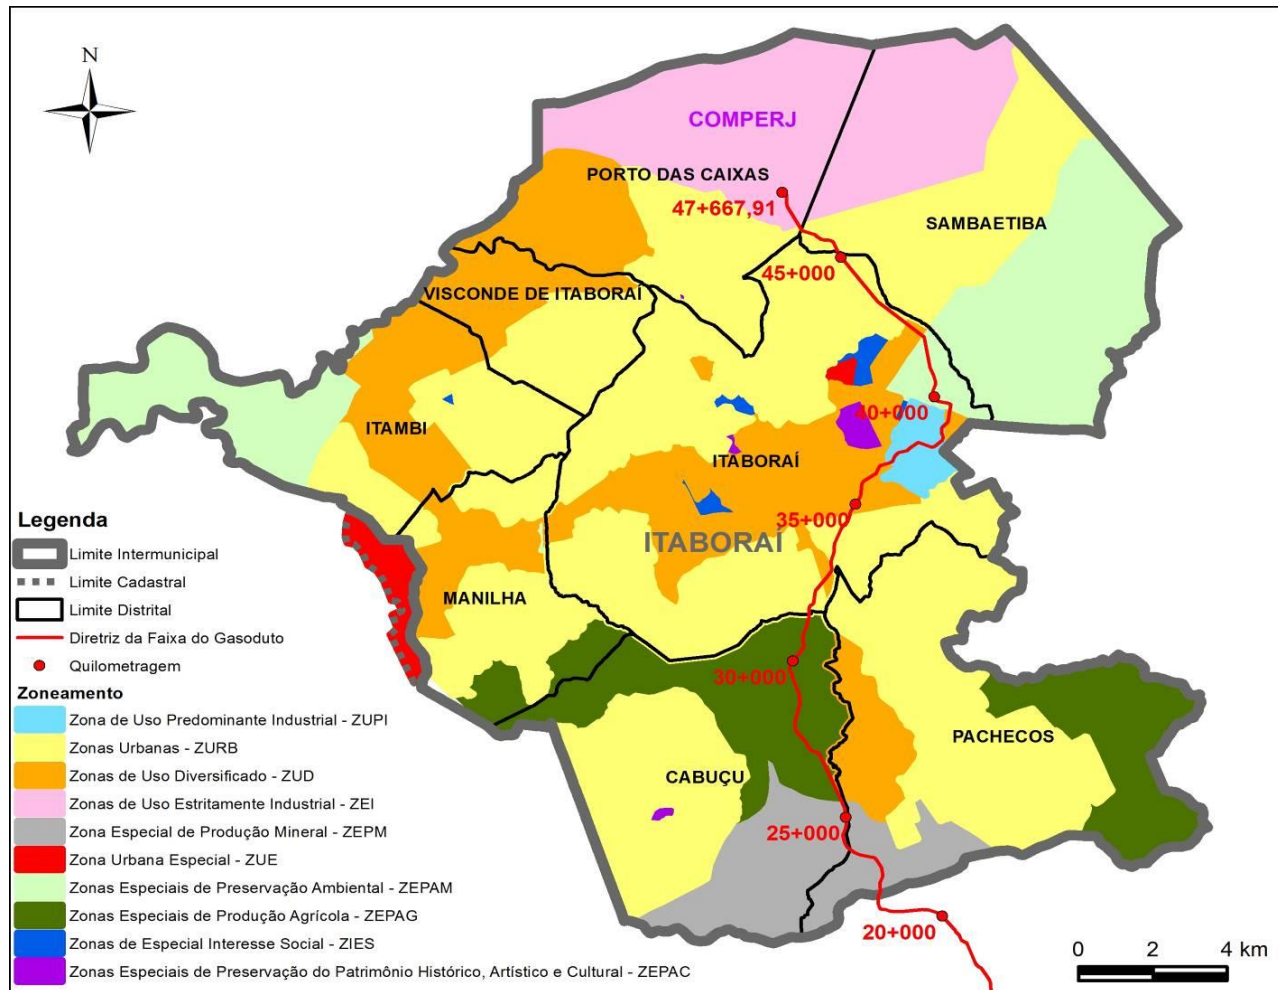 N
COMPERJ
PORTO DAS CAIXAS
47+667,91
SAMBAETIBA
45+000
VISCONDE DE ITABORAÍ
40+000
ITAMBI
ITABORAÍ
35+000
ITABORAÍ
MANILHA
30+000
PACHECOS
CABUÇU
25+000
20+000
Legenda
Limite Intermunicipal
Limite Cadastral
Limite Distrital
Diretriz da Faixa do Gasoduto
Quilometragem
Zoneamento
Zona de Uso Predominante Industrial - ZUPI
Zonas Urbanas - ZURB
Zonas de Uso Diversificado - ZUD
Zonas de Uso Estritamente Industrial - ZEI
Zona Especial de Produção Mineral - ZEPM
Zona Urbana Especial - ZUE
Zonas Especiais de Preservação Ambiental - ZEPAM
Zonas Especiais de Produção Agrícola - ZEPAG
Zonas de Especial Interesse Social - ZIES
Zonas Especiais de Preservação do Patrimônio Histórico, Artístico e Cultural - ZEPAC
0 2 4 km